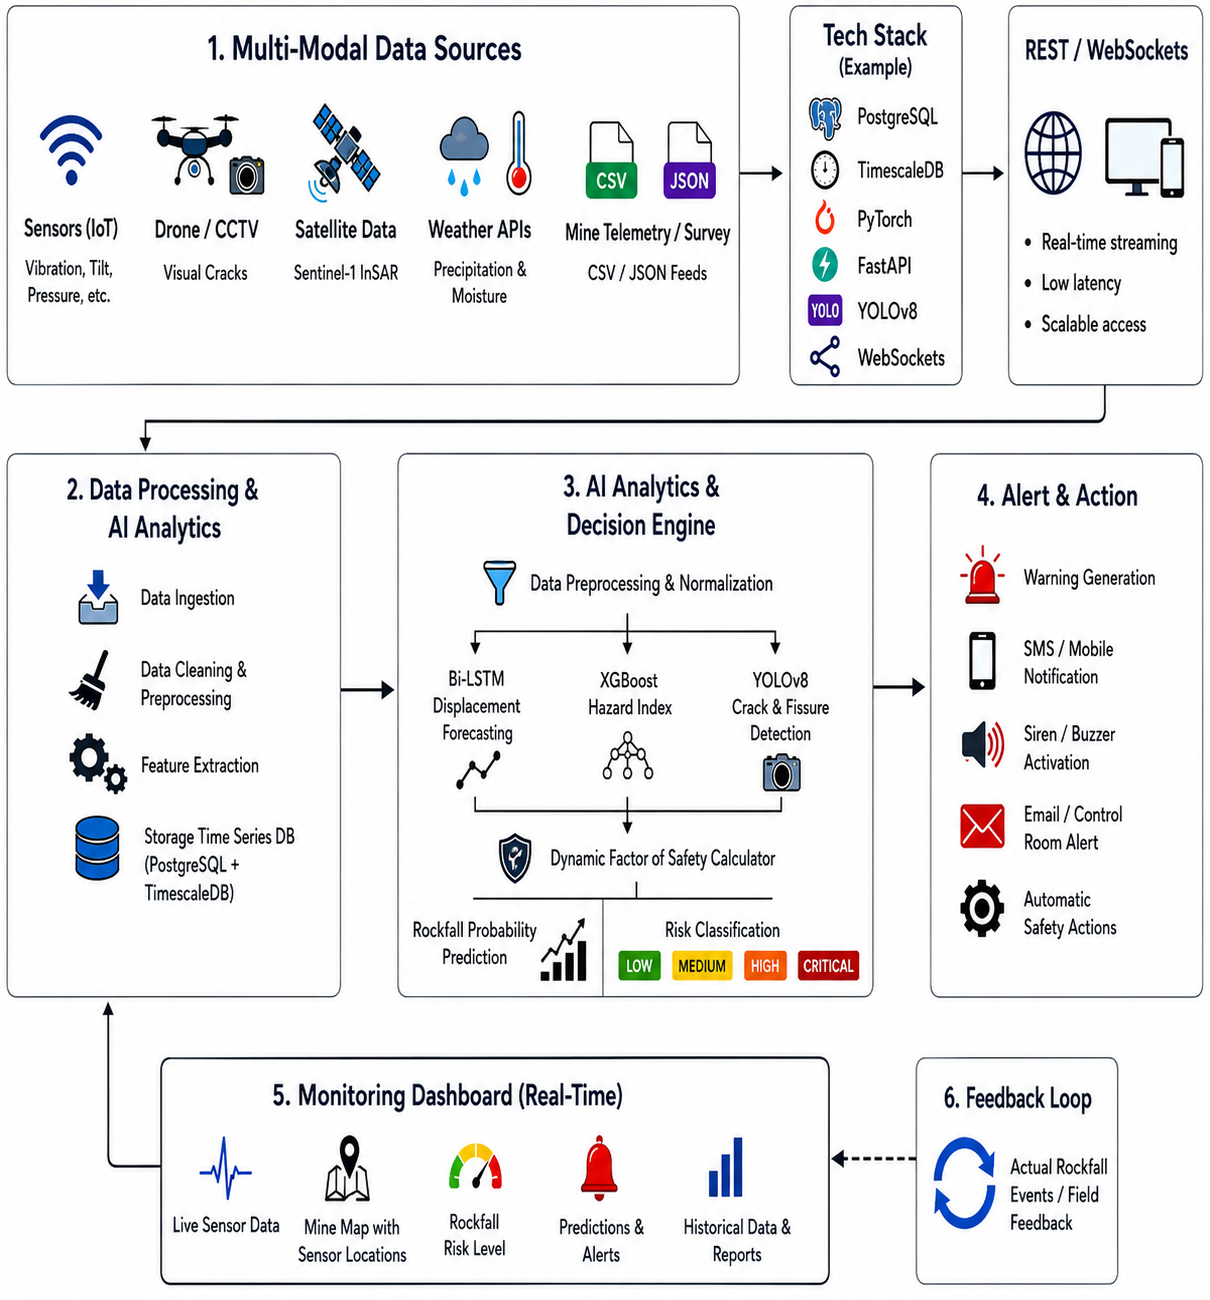 1. Multi-Modal Data Sources
Sensors (IoT)
Vibration, Tilt,
Pressure, etc.
Drone / CCTV
Visual Cracks
Satellite Data
Sentinel-1 InSAR
Weather APIs
Precipitation &
Moisture
CSV
JSON
Mine Telemetry / Survey
CSV / JSON Feeds
Tech Stack
(Example)
PostgreSQL
TimescaleDB
PyTorch
FastAPI
YOLO
YOLOv8
WebSockets
REST / WebSockets
• Real-time streaming
• Low latency
• Scalable access
2. Data Processing &
AI Analytics
Data Ingestion
Data Cleaning &
Preprocessing
Feature Extraction
Storage Time Series DB
(PostgreSQL +
TimescaleDB)
3. AI Analytics &
Decision Engine
Data Preprocessing & Normalization
Bi-LSTM
Displacement
Forecasting
XGBoost
Hazard Index
YOLOv8
Crack & Fissure
Detection
Dynamic Factor of Safety Calculator
Rockfall Probability
Prediction
Risk Classification
LOW
MEDIUM
HIGH
CRITICAL
4. Alert & Action
Warning Generation
SMS / Mobile
Notification
Siren / Buzzer
Activation
Email / Control
Room Alert
Automatic
Safety Actions
5. Monitoring Dashboard (Real-Time)
Live Sensor Data
Mine Map with
Sensor Locations
Rockfall
Risk Level
Predictions &
Alerts
Historical Data &
Reports
6. Feedback Loop
Actual Rockfall
Events / Field
Feedback